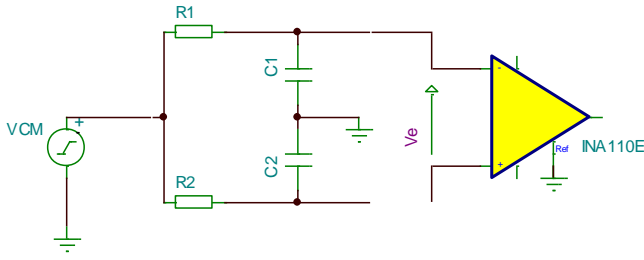 R1
C1
VCM
+
Ve
-
+
Ref
INA110E
C2
R2